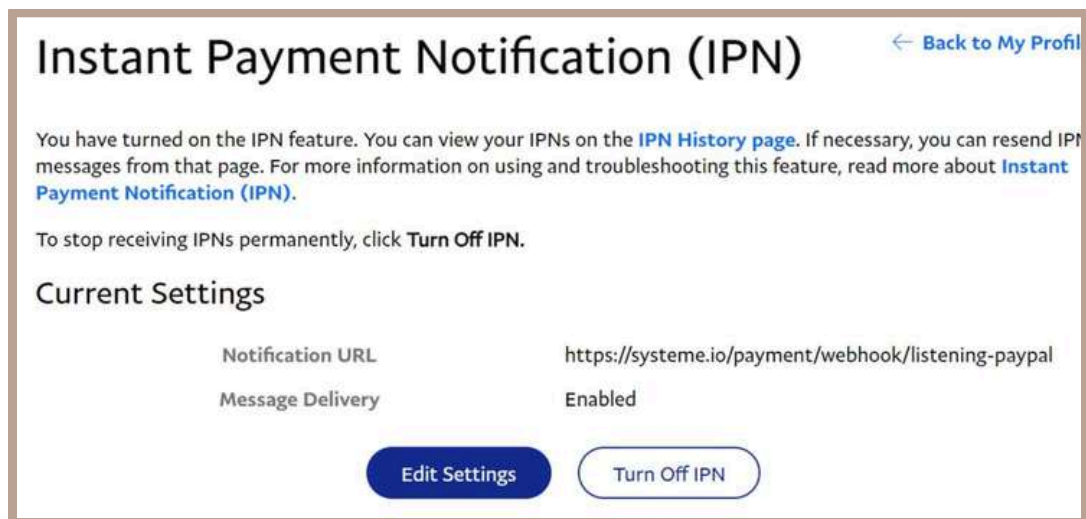 Instant Payment Notification (IPN)
← Back to My Profil
You have turned on the IPN feature. You can view your IPNs on the IPN History page. If necessary, you can resend IPN
messages from that page. For more information on using and troubleshooting this feature, read more about Instant
Payment Notification (IPN).
To stop receiving IPNs permanently, click Turn Off IPN.
Current Settings
Notification URL https://systeme.io/payment/webhook/listening-paypal
Message Delivery Enabled
Edit Settings Turn Off IPN